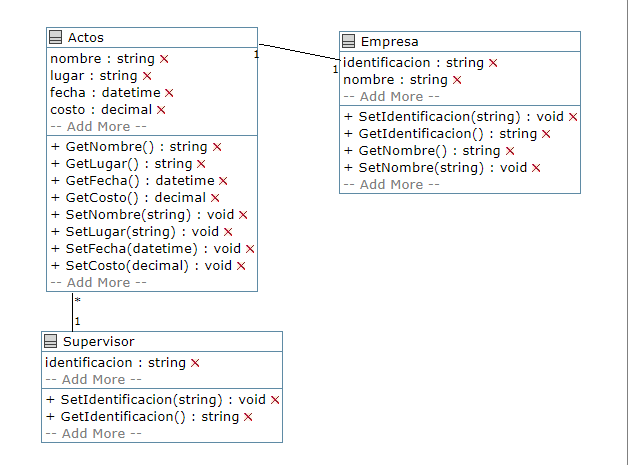 Actos
nombre : string
lugar : string
fecha : datetime
costo : decimal
-- Add More --
+ GetNombre() : string
+ GetLugar() : string
+ GetFecha() : datetime
+ GetCosto() : decimal
+ SetNombre(string) : void
+ SetLugar(string) : void
+ SetFecha(datetime) : void
+ SetCosto(decimal) : void
-- Add More --
1
1
Empresa
identificacion : string
nombre : string
-- Add More --
+ SetIdentificacion(string) : void
+ GetIdentificacion() : string
+ GetNombre() : string
+ SetNombre(string) : void
-- Add More --
*
1
Supervisor
identificacion : string
-- Add More --
+ SetIdentificacion(string) : void
+ GetIdentificacion() : string
-- Add More --